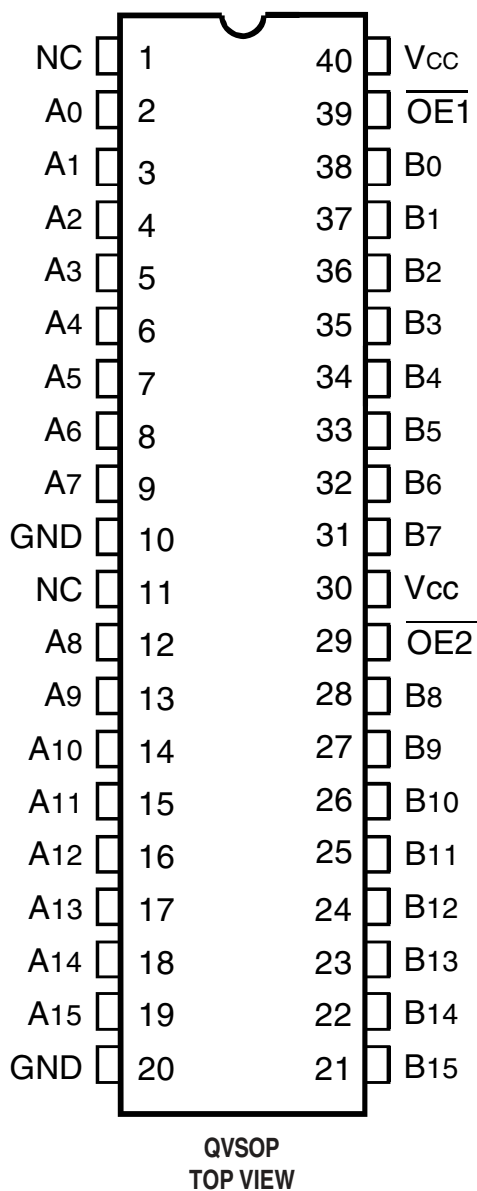 NC 1 40 Vcc
A0 2 39 OE1
A1 3 38 B0
A2 4 37 B1
A3 5 36 B2
A4 6 35 B3
A5 7 34 B4
A6 8 33 B5
A7 9 32 B6
GND 10 31 B7
NC 11 30 Vcc
A8 12 29 OE2
A9 13 28 B8
A10 14 27 B9
A11 15 26 B10
A12 16 25 B11
A13 17 24 B12
A14 18 23 B13
A15 19 22 B14
GND 20 21 B15
QVSOP
TOP VIEW